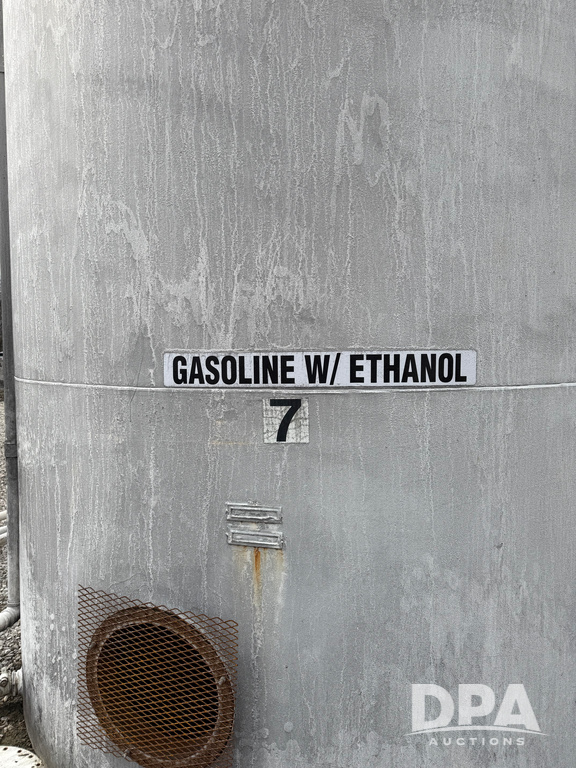 GASOLINE W/ ETHANOL
7
DPA
AUCTIONS